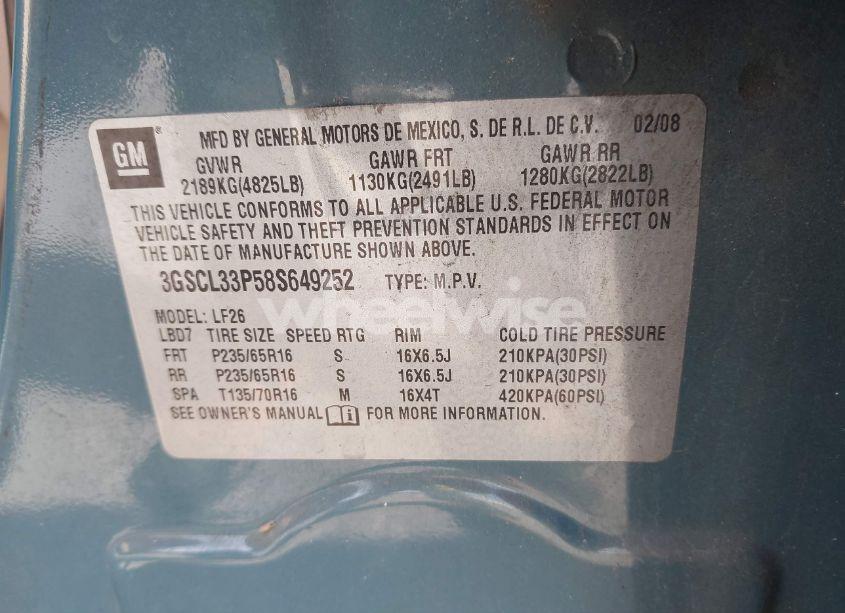 GM
MFD BY GENERAL MOTORS DE MEXICO, S. DE R.L. DE C.V. 02/08
GVWR GAWR FRT GAWR RR
2189KG(4825LB) 1130KG(2491LB) 1280KG(2822LB)
THIS VEHICLE CONFORMS TO ALL APPLICABLE U.S. FEDERAL MOTOR
VEHICLE SAFETY AND THEFT PREVENTION STANDARDS IN EFFECT ON
THE DATE OF MANUFACTURE SHOWN ABOVE.
3GSCL33P58S649252 TYPE: M.P.V.
wheelwise
MODEL: LF26
LBD7 TIRE SIZE SPEED RTG RIM COLD TIRE PRESSURE
FRT P235/65R16 S 16X6.5J 210KPA(30PSI)
RR P235/65R16 S 16X6.5J 210KPA(30PSI)
SPA T135/70R16 M 16X4T 420KPA(60PSI)
SEE OWNER'S MANUAL FOR MORE INFORMATION.